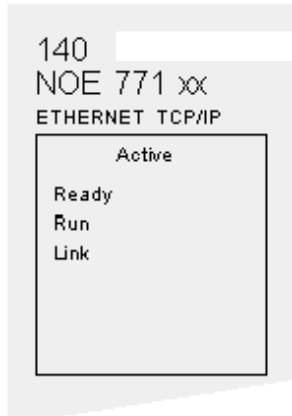 140
NOE 771 xx
ETHERNET TCP/IP
Active
Ready
Run
Link